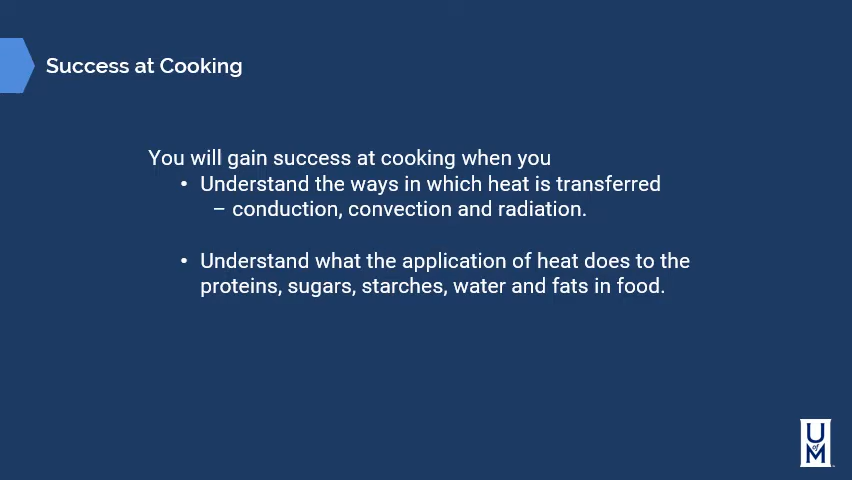 Success at Cooking
You will gain success at cooking when you
• Understand the ways in which heat is transferred
– conduction, convection and radiation.
• Understand what the application of heat does to the
proteins, sugars, starches, water and fats in food.
U
of
M